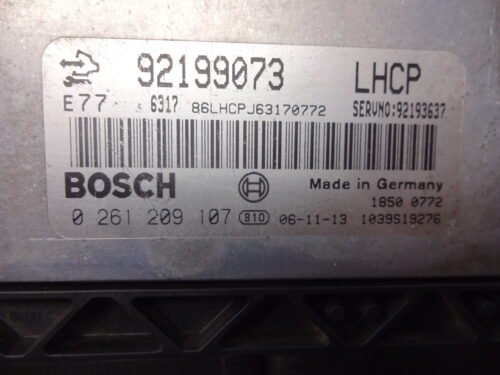 92199073 LHCP
E77 6317 86LHCPJ63170772 SERVNO:92193637
BOSCH Made in Germany
1850 0772
0 261 209 107 B10 06-11-13 1039S19276